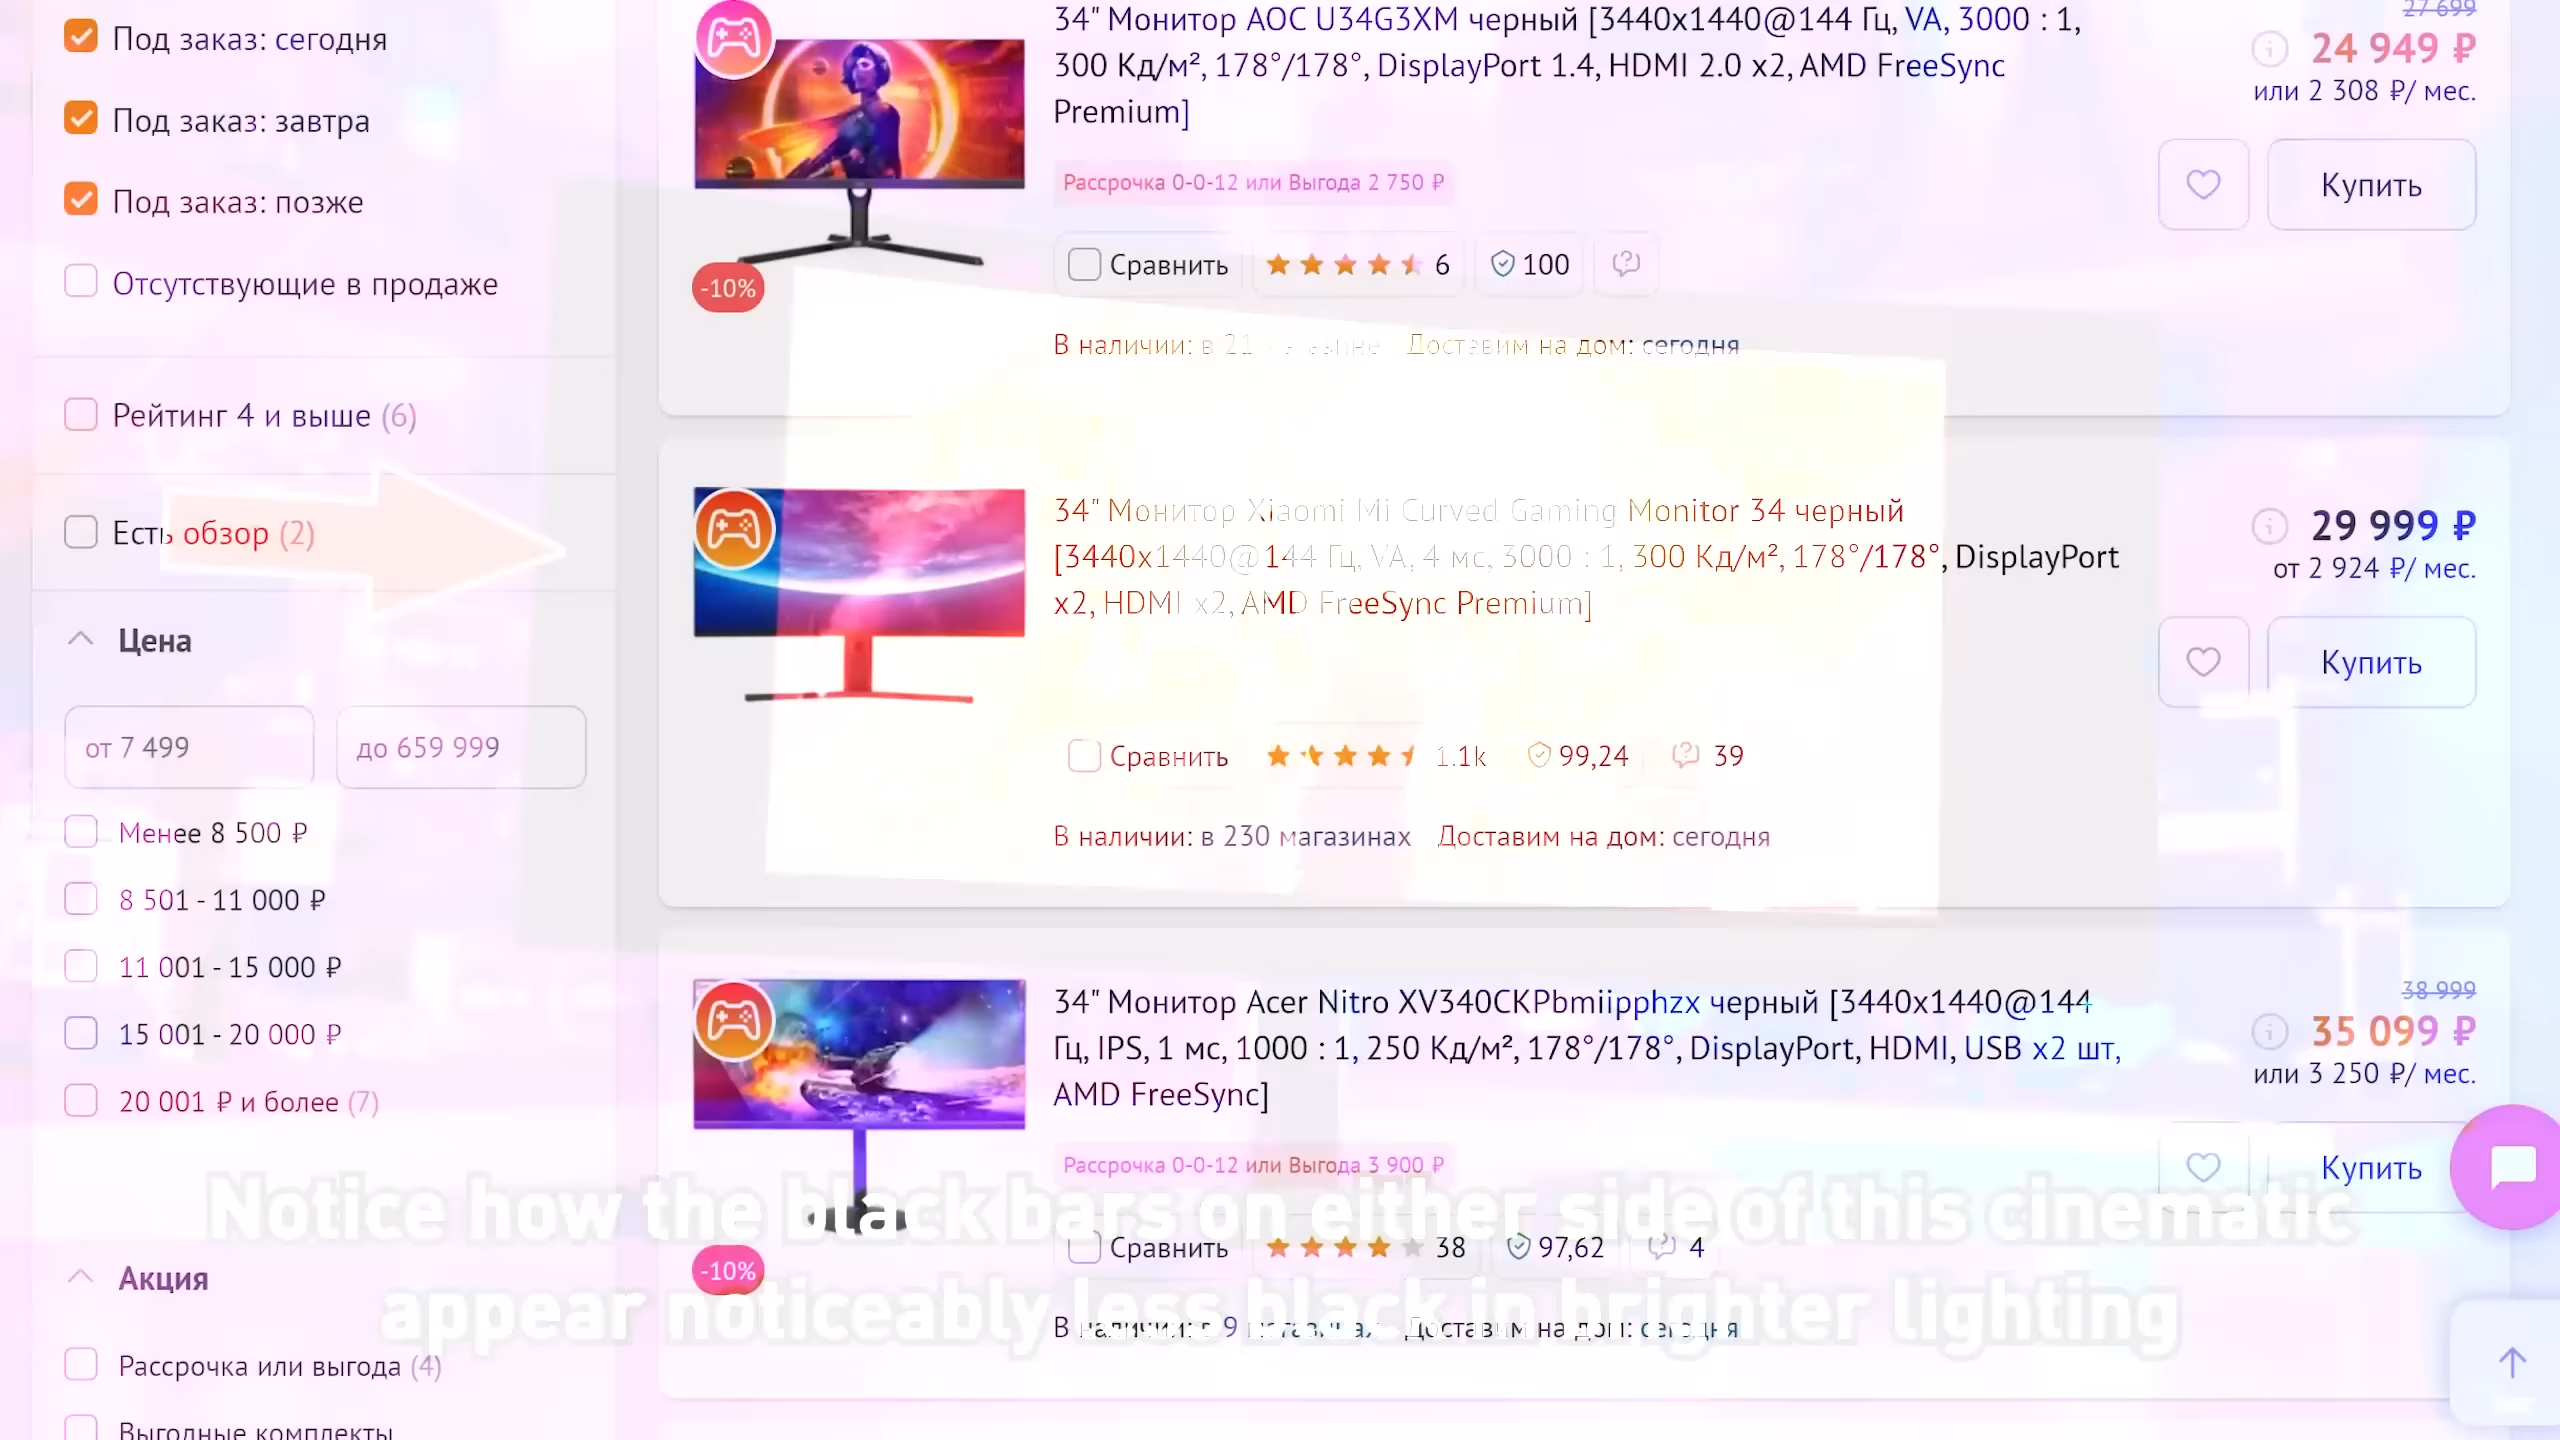 Под заказ: сегодня
Под заказ: завтра
Под заказ: позже
Отсутствующие в продаже
Рейтинг 4 и выше (6)
Есть обзор (2)
Цена
от 7 499
до 659 999
Менее 8 500 ₽
8 501 - 11 000 ₽
11 001 - 15 000 ₽
15 001 - 20 000 ₽
20 001 ₽ и более (7)
Акция
Рассрочка или выгода (4)
Выгодные комплекты
34" Монитор AOC U34G3XM черный [3440x1440@144 Гц, VA, 3000 : 1,
300 Кд/м², 178°/178°, DisplayPort 1.4, HDMI 2.0 x2, AMD FreeSync
Premium]
Рассрочка 0-0-12 или Выгода 2 750 ₽
-10%
Сравнить
6
100
В наличии: в 21 Доставим на дом: сегодня
27 699
24 949 ₽
или 2 308 ₽/ мес.
Купить
34" Монитор Xiaomi Mi Curved Gaming Monitor 34 черный
[3440x1440@144 Гц, VA, 4 мс, 3000 : 1, 300 Кд/м², 178°/178°, DisplayPort
x2, HDMI x2, AMD FreeSync Premium]
Сравнить
1.1k
99,24
39
В наличии: в 230 магазинах Доставим на дом: сегодня
29 999 ₽
от 2 924 ₽/ мес.
Купить
34" Монитор Acer Nitro XV340CKPbmiipphzx черный [3440x1440@144
Гц, IPS, 1 мс, 1000 : 1, 250 Кд/м², 178°/178°, DisplayPort, HDMI, USB x2 шт,
AMD FreeSync]
Рассрочка 0-0-12 или Выгода 3 900 ₽
-10%
Сравнить
38
97,62
4
В наличии: в 9 магазинах Доставим на дом: сегодня
38 999
35 099 ₽
или 3 250 ₽/ мес.
Купить
Notice how the black bars on either side of this cinematic
appear noticeably less black in brighter lighting